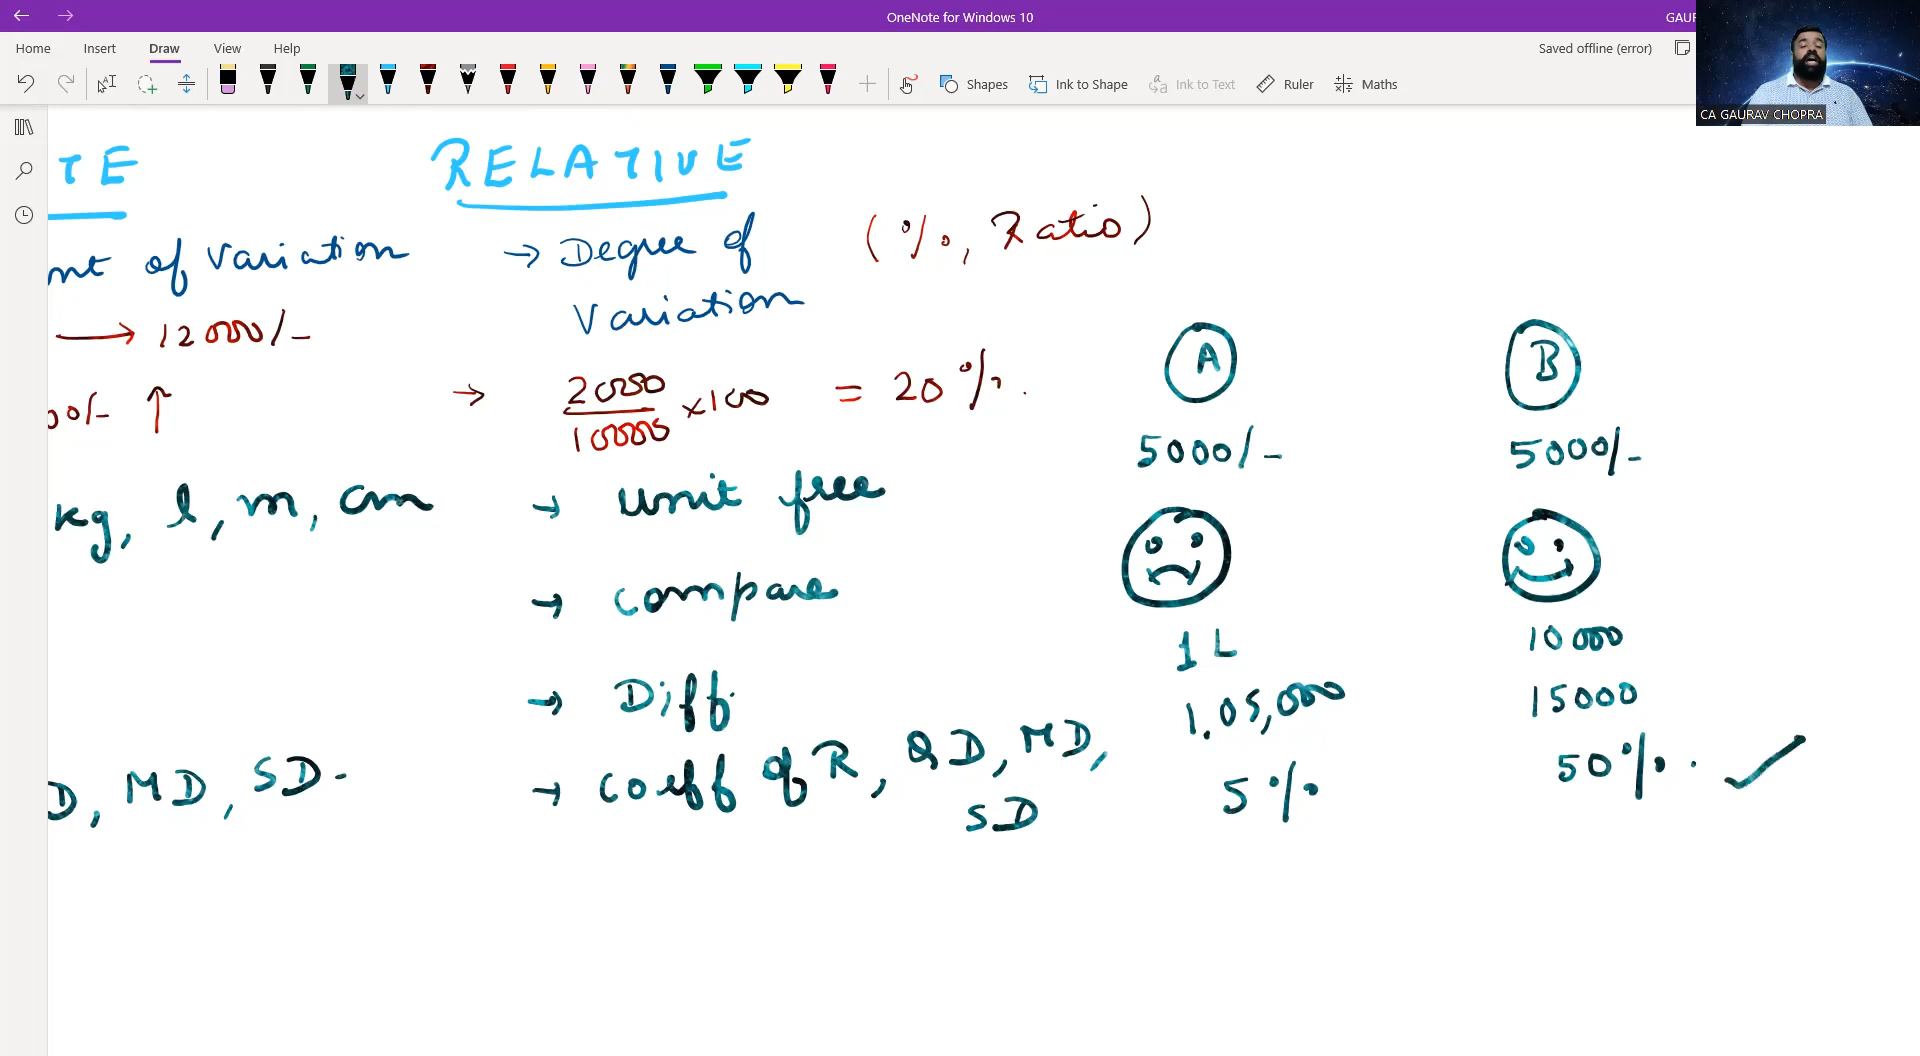 OneNote for Windows 10
GAUR
Home Insert Draw View Help
Saved offline (error)
Shapes Ink to Shape Ink to Text Ruler Maths
CA GAURAV CHOPRA
TE RELATIVE
nt of variation → Degree of (%, Ratio)
Variation
→ 12000/-
00/- ↑ → 2000/10000 x100 = 20%.
A B
5000/- 5000/-
kg, l, m, cm → unit free
→ compare
1 L 10000
→ Diff. 1.05,000 15000
D, MD, SD. → coeff of R, QD, MD, 5% 50%. ✓
SD